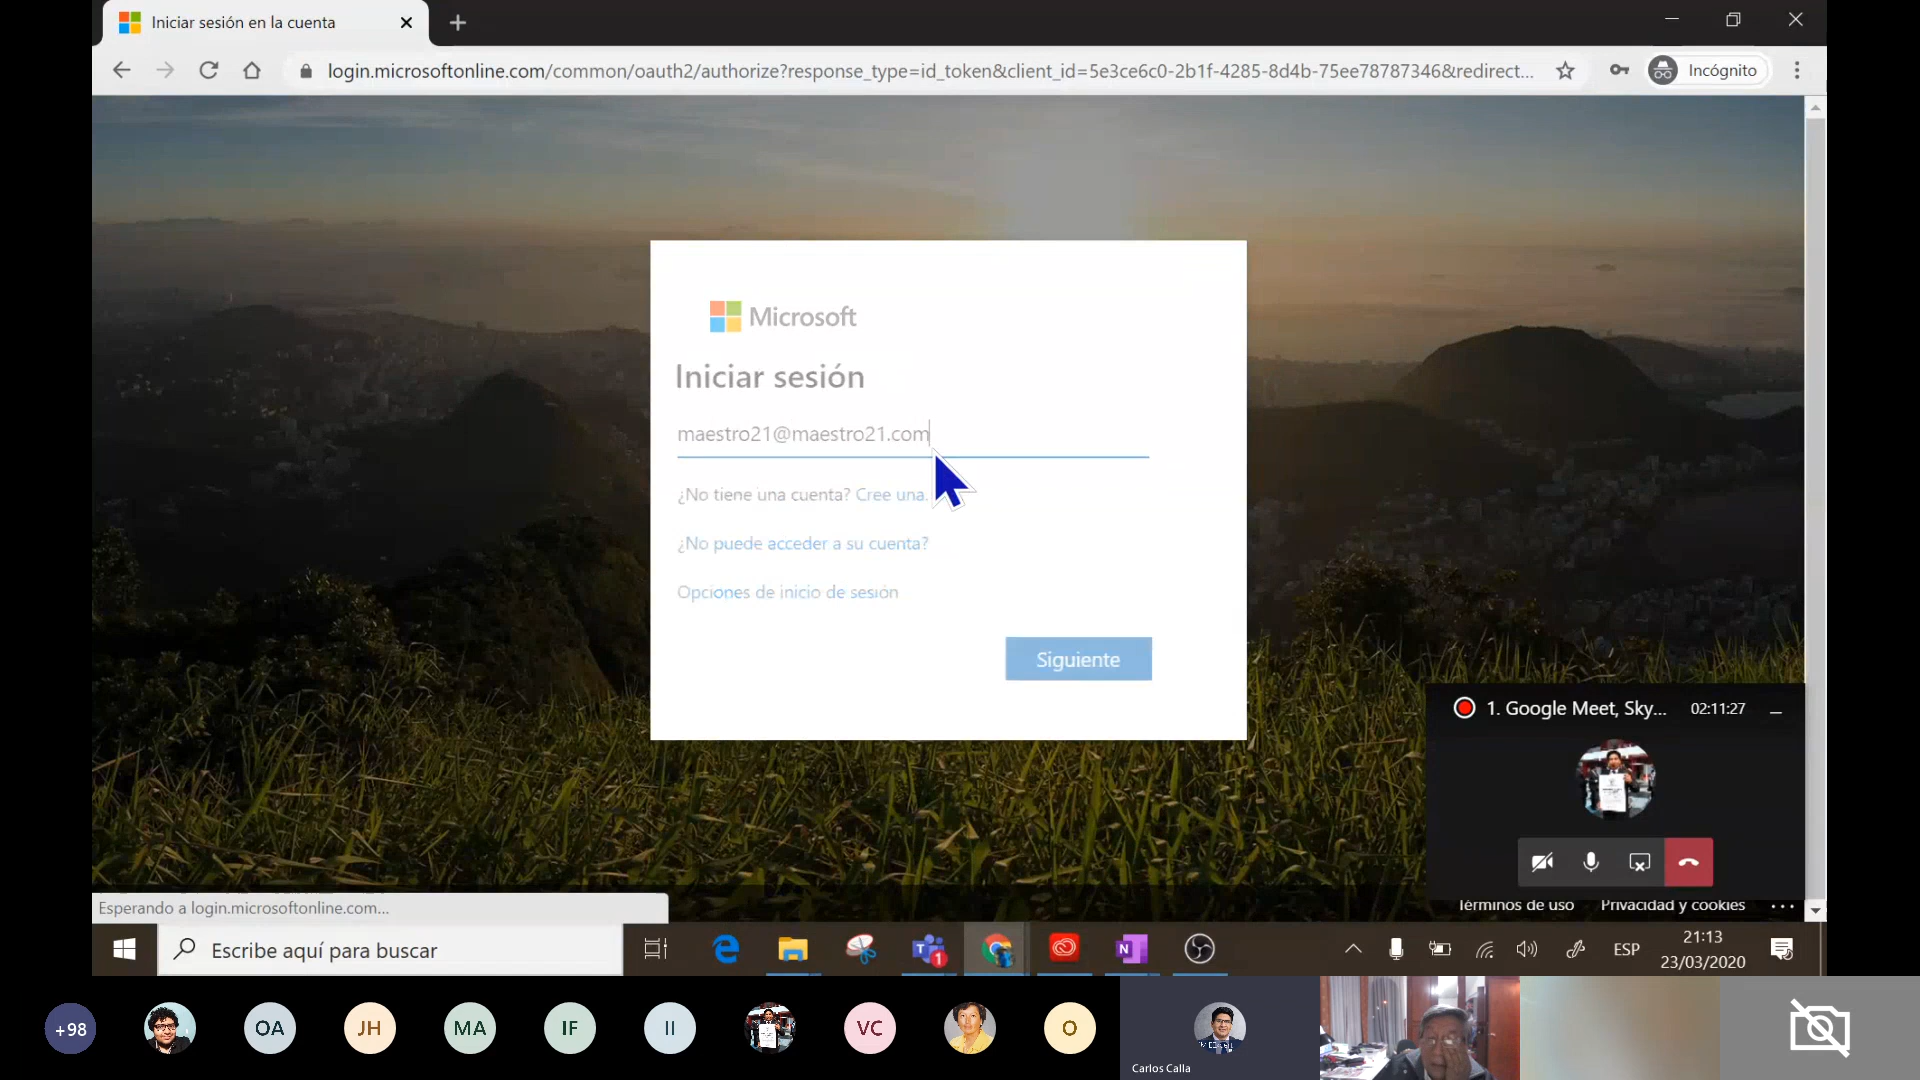 Iniciar sesión en la cuenta
login.microsoftonline.com/common/oauth2/authorize?response_type=id_token&client_id=5e3ce6c0-2b1f-4285-8d4b-75ee78787346&redirect...
Incógnito
Microsoft
Iniciar sesión
maestro21@maestro21.com
¿No tiene una cuenta? Cree una.
¿No puede acceder a su cuenta?
Opciones de inicio de sesión
Siguiente
1. Google Meet, Sky...
02:11:27
Términos de uso
Privacidad y cookies
Esperando a login.microsoftonline.com...
Escribe aquí para buscar
1
N
ESP
21:13
23/03/2020
+98
OA
JH
MA
IF
II
VC
O
Carlos Calla